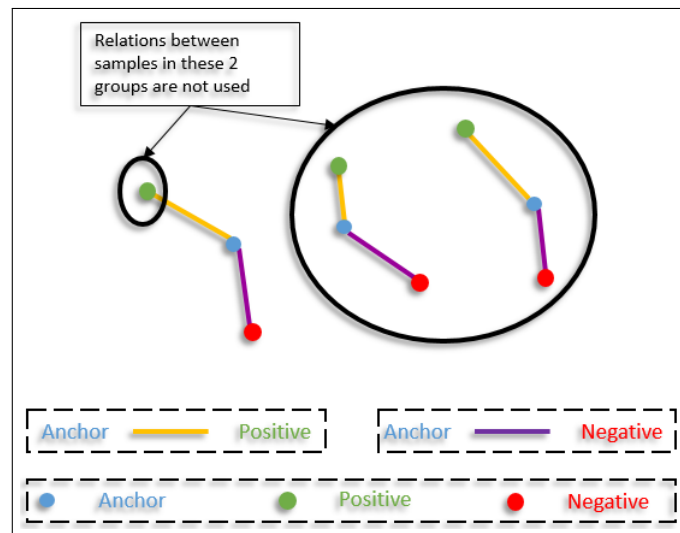 Relations between
samples in these 2
groups are not used
Anchor Positive
Anchor Negative
Anchor Positive Negative